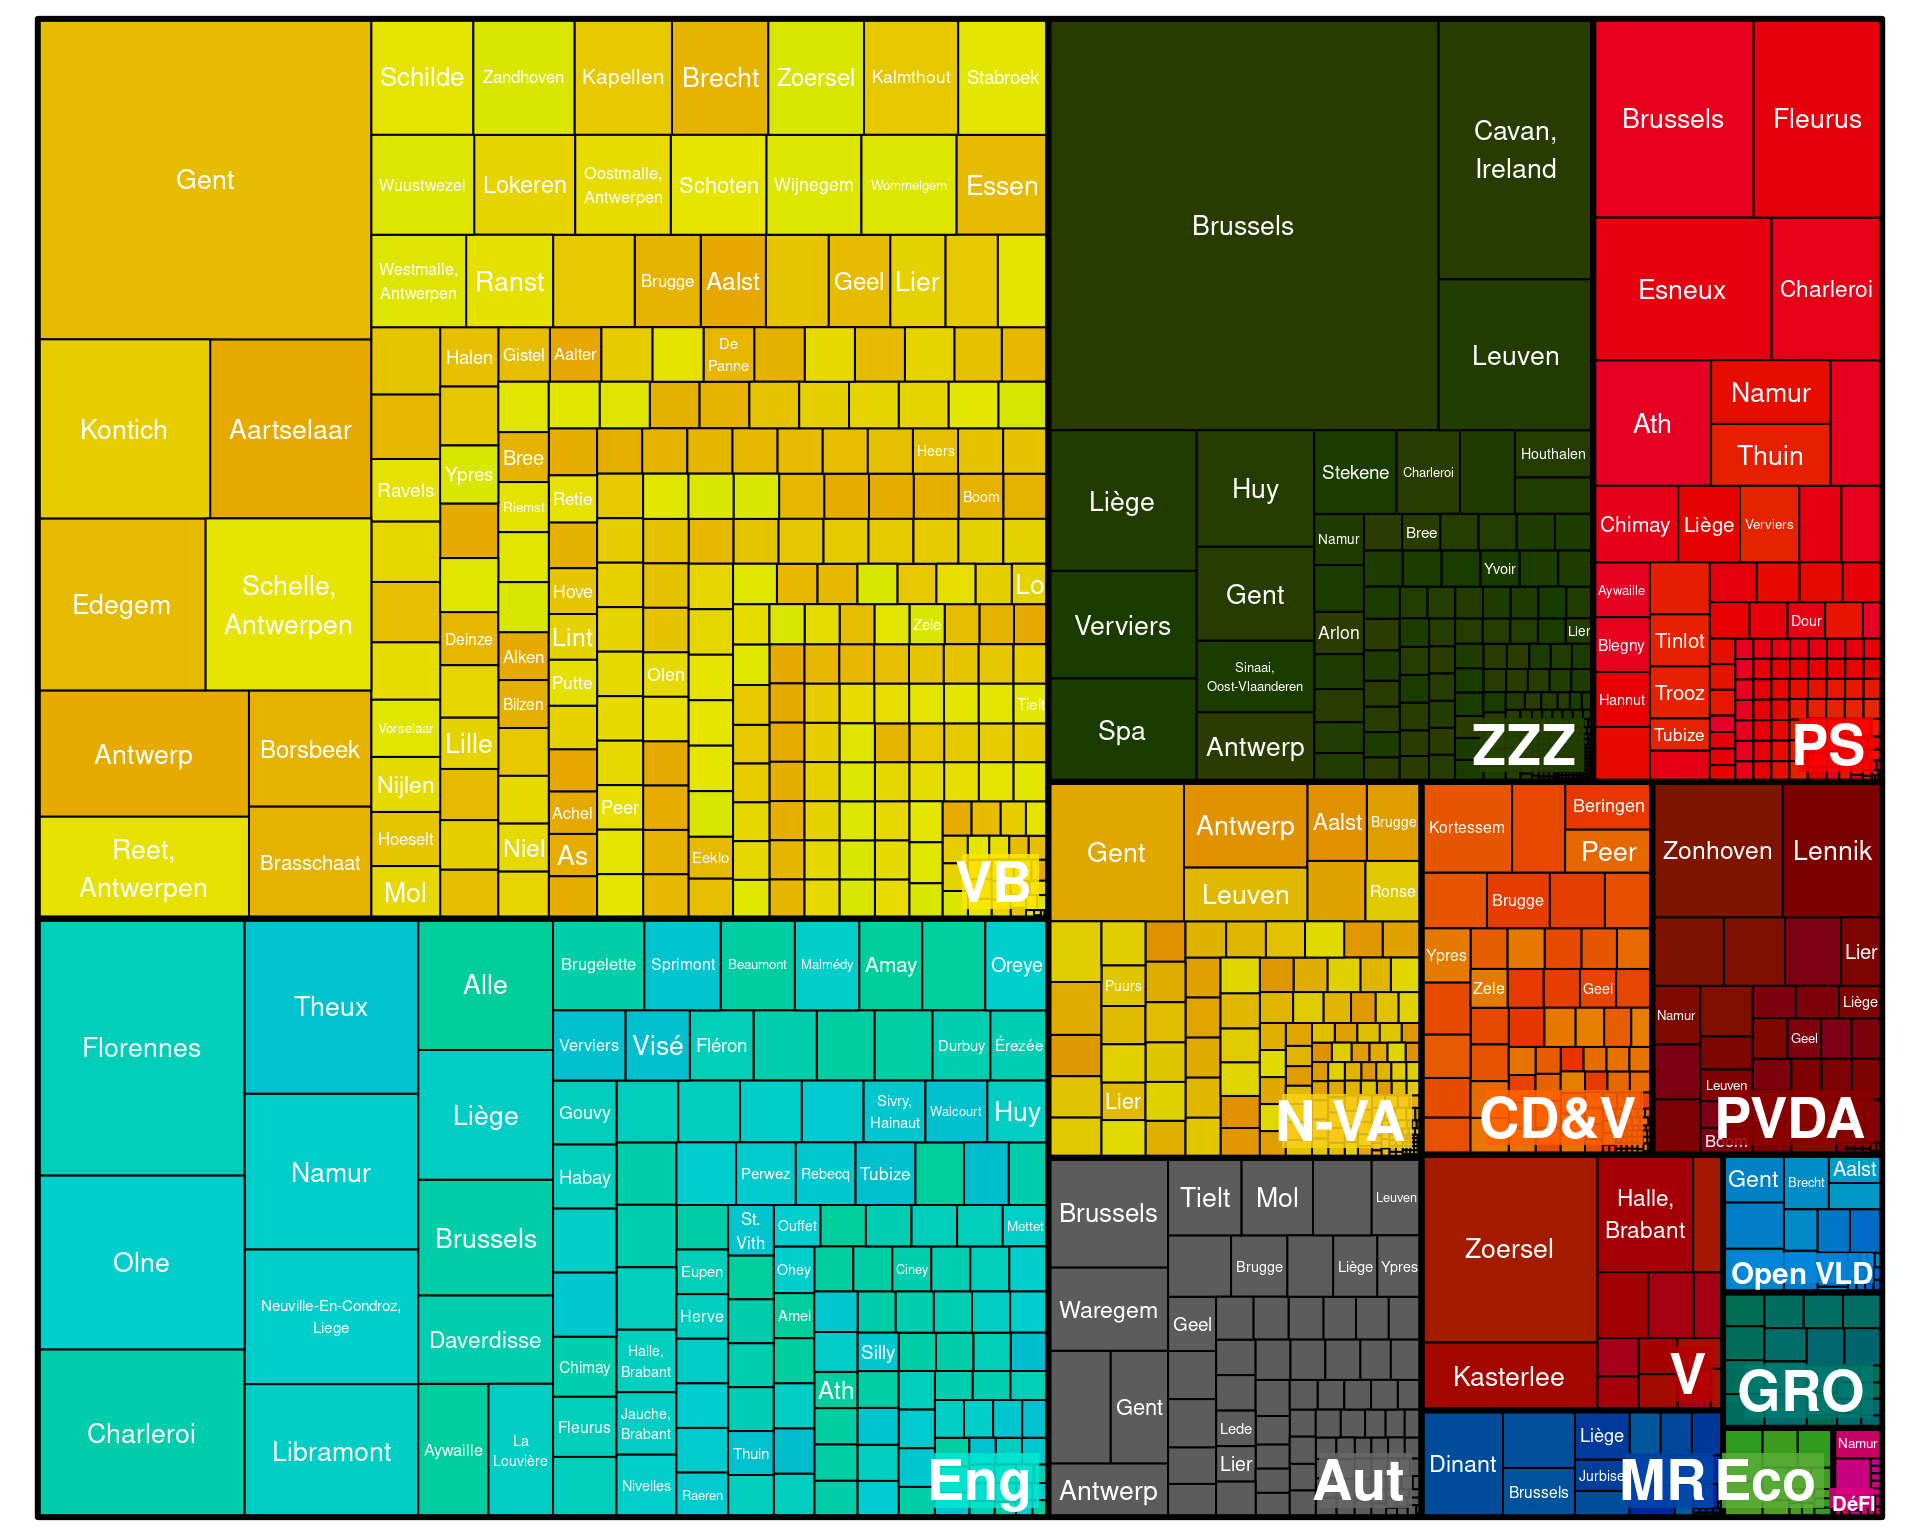 Gent
Schilde
Zandhoven
Kapellen
Brecht
Zoersel
Kalmthout
Stabroek
Wuustwezel
Lokeren
Oostmalle,
Antwerpen
Schoten
Wijnegem
Wommelgem
Essen
Westmalle,
Antwerpen
Ranst
Brugge
Aalst
Geel
Lier
Kontich
Aartselaar
Halen
Gistel
Aalter
De
Panne
Ravels
Ypres
Bree
Riemst
Retie
Heers
Boom
Edegem
Schelle,
Antwerpen
Hove
Lo
Deinze
Lint
Zele
Alken
Putte
Olen
Bilzen
Tielt
Antwerp
Borsbeek
Vorselaar
Lille
Nijlen
Achel
Peer
Reet,
Antwerpen
Brasschaat
Hoeselt
Niel
As
Eeklo
Mol
VB
Brussels
Cavan,
Ireland
Leuven
Liège
Huy
Stekene
Charleroi
Houthalen
Namur
Bree
Yvoir
Verviers
Gent
Arlon
Lier
Sinaai,
Oost-Vlaanderen
Spa
Antwerp
ZZZ
Brussels
Fleurus
Esneux
Charleroi
Ath
Namur
Thuin
Chimay
Liège
Verviers
Aywaille
Blegny
Tinlot
Dour
Hannut
Trooz
Tubize
PS
Florennes
Theux
Alle
Brugelette
Sprimont
Beaumont
Malmédy
Amay
Oreye
Verviers
Visé
Fléron
Durbuy
Érezée
Liège
Gouvy
Sivry,
Hainaut
Walcourt
Huy
Namur
Habay
Perwez
Rebecq
Tubize
Olne
Brussels
St.
Vith
Ouffet
Mettet
Eupen
Ohey
Ciney
Neuville-En-Condroz,
Liege
Herve
Amel
Daverdisse
Chimay
Halle,
Brabant
Silly
Ath
Charleroi
Libramont
Aywaille
La
Louvière
Fleurus
Jauche,
Brabant
Thuin
Nivelles
Raeren
Eng
Gent
Antwerp
Aalst
Brugge
Leuven
Ronse
Puurs
Lier
N-VA
Kortessem
Beringen
Peer
Brugge
Ypres
Zele
Geel
CD&V
Zonhoven
Lennik
Lier
Namur
Liège
Geel
Leuven
Boom
PVDA
Brussels
Tielt
Mol
Leuven
Brugge
Liège
Ypres
Waregem
Geel
Gent
Lede
Lier
Antwerp
Aut
Zoersel
Halle,
Brabant
Kasterlee
V
Gent
Brecht
Aalst
Open VLD
GRO
Dinant
Liège
Jurbise
Brussels
MR
Eco
Namur
DéFI